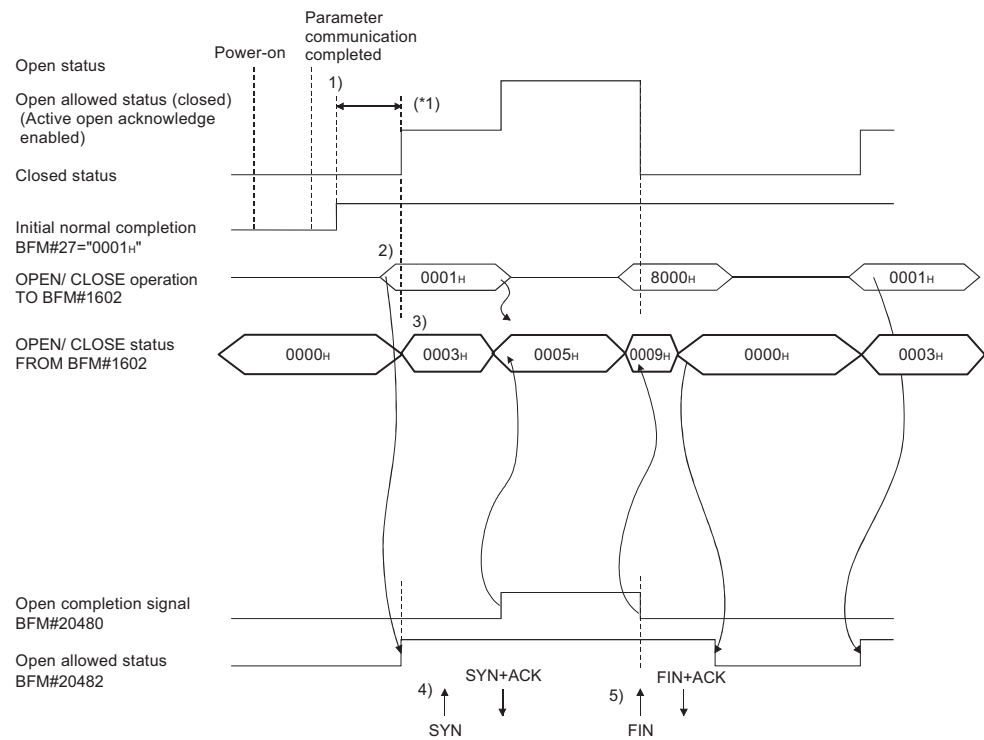 Parameter
communication
completed
Power-on
Open status
1)
Open allowed status (closed)
(Active open acknowledge
enabled)
(*1)
Closed status
Initial normal completion
BFM#27="0001H"
2)
OPEN/ CLOSE operation
TO BFM#1602
0001H
8000H
0001H
3)
OPEN/ CLOSE status
FROM BFM#1602
0000H
0003H
0005H
0009H
0000H
0003H
Open completion signal
BFM#20480
Open allowed status
BFM#20482
SYN+ACK
FIN+ACK
4)
5)
SYN
FIN